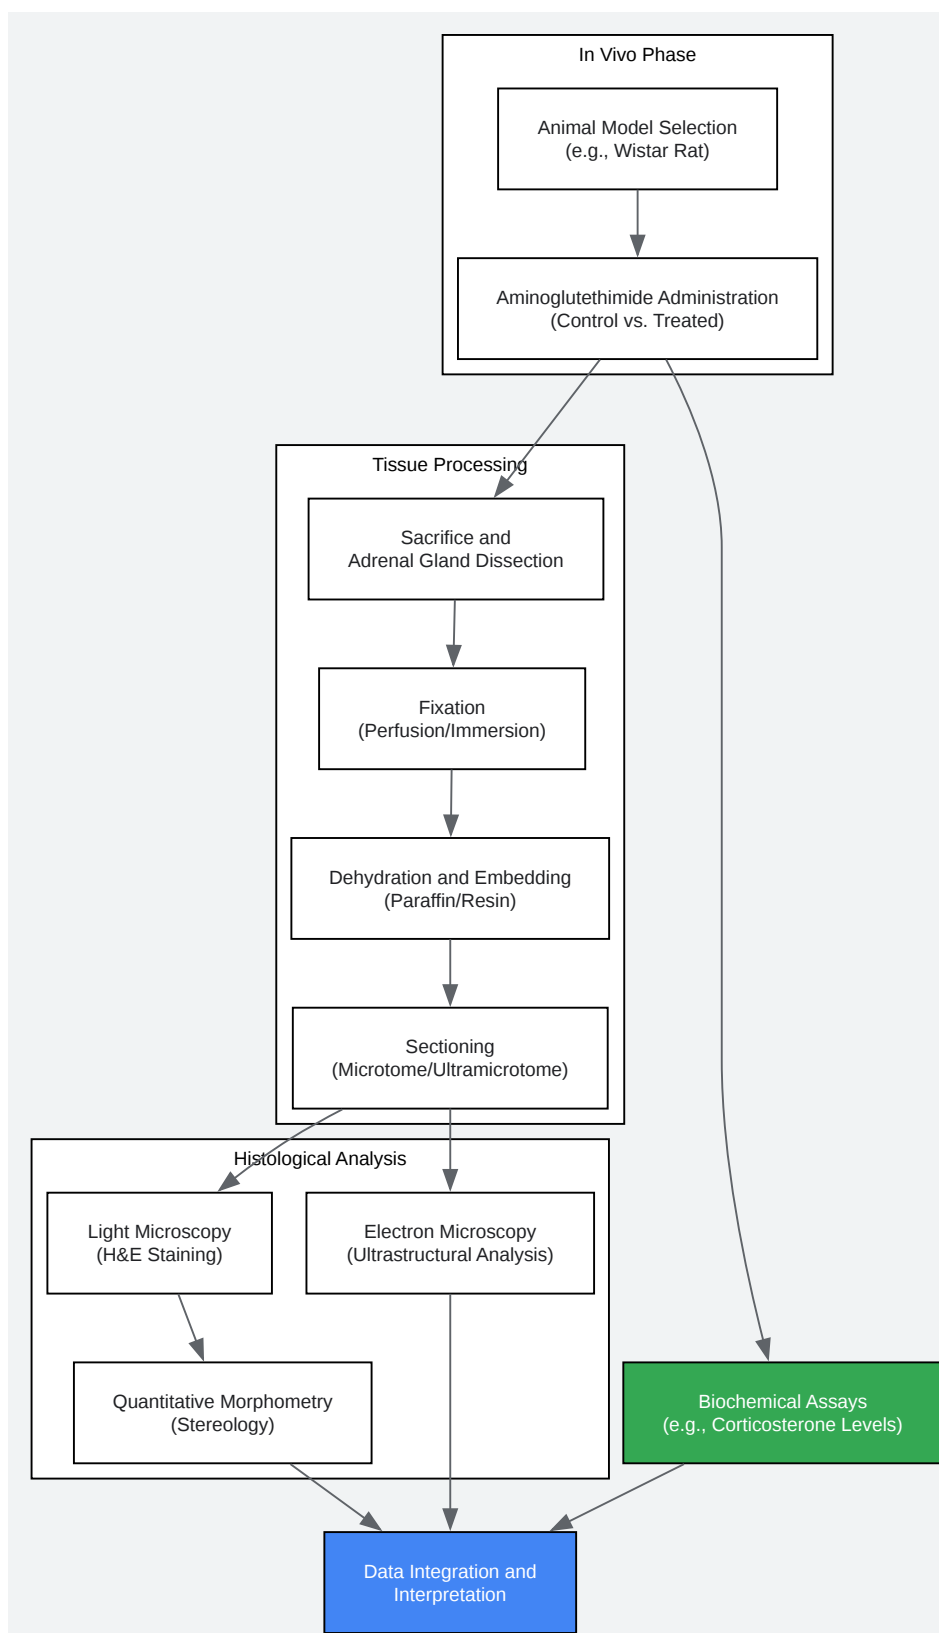 In Vivo Phase
Animal Model Selection
(e.g., Wistar Rat)
Aminoglutethimide Administration
(Control vs. Treated)
Tissue Processing
Sacrifice and
Adrenal Gland Dissection
Fixation
(Perfusion/Immersion)
Dehydration and Embedding
(Paraffin/Resin)
Sectioning
(Microtome/Ultramicrotome)
Histological Analysis
Light Microscopy
(H&E Staining)
Electron Microscopy
(Ultrastructural Analysis)
Quantitative Morphometry
(Stereology)
Biochemical Assays
(e.g., Corticosterone Levels)
Data Integration and
Interpretation